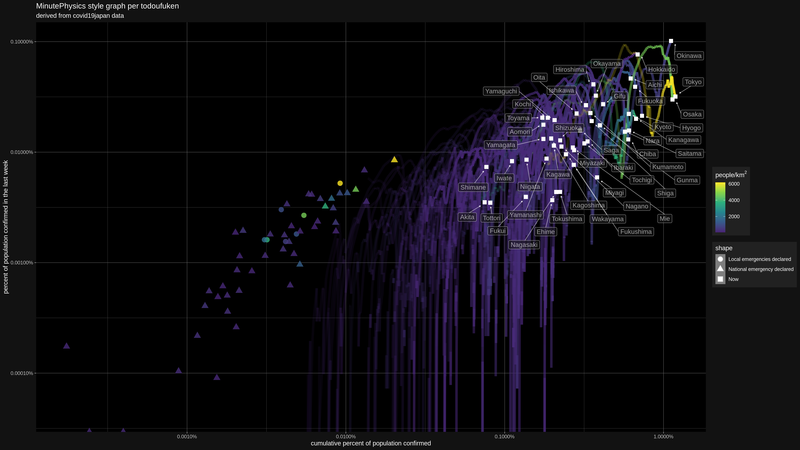 MinutePhysics style graph per todoufuken
derived from covid19japan data
percent of population confirmed in the last week
0.10000%
0.01000%
0.00100%
0.00010%
Okinawa
Okayama
Hiroshima
Hokkaido
Oita
Tokyo
Aichi
Yamaguchi
Ishikawa
Gifu
Fukuoka
Kochi
Osaka
Toyama
Shizuoka
Kyoto
Hyogo
Aomori
Nara
Kanagawa
Yamagata
Saga
Chiba
Saitama
Miyazaki
Ibaraki
Kumamoto
Iwate
Kagawa
Tochigi
Gunma
Shimane
Niigata
Miyagi
Shiga
Kagoshima
Nagano
Akita
Tottori
Yamanashi
Tokushima
Wakayama
Mie
Fukui
Ehime
Fukushima
Nagasaki
0.0010%
0.0100%
0.1000%
1.0000%
cumulative percent of population confirmed
people/km²
6000
4000
2000
shape
Local emergencies declared
National emergency declared
Now